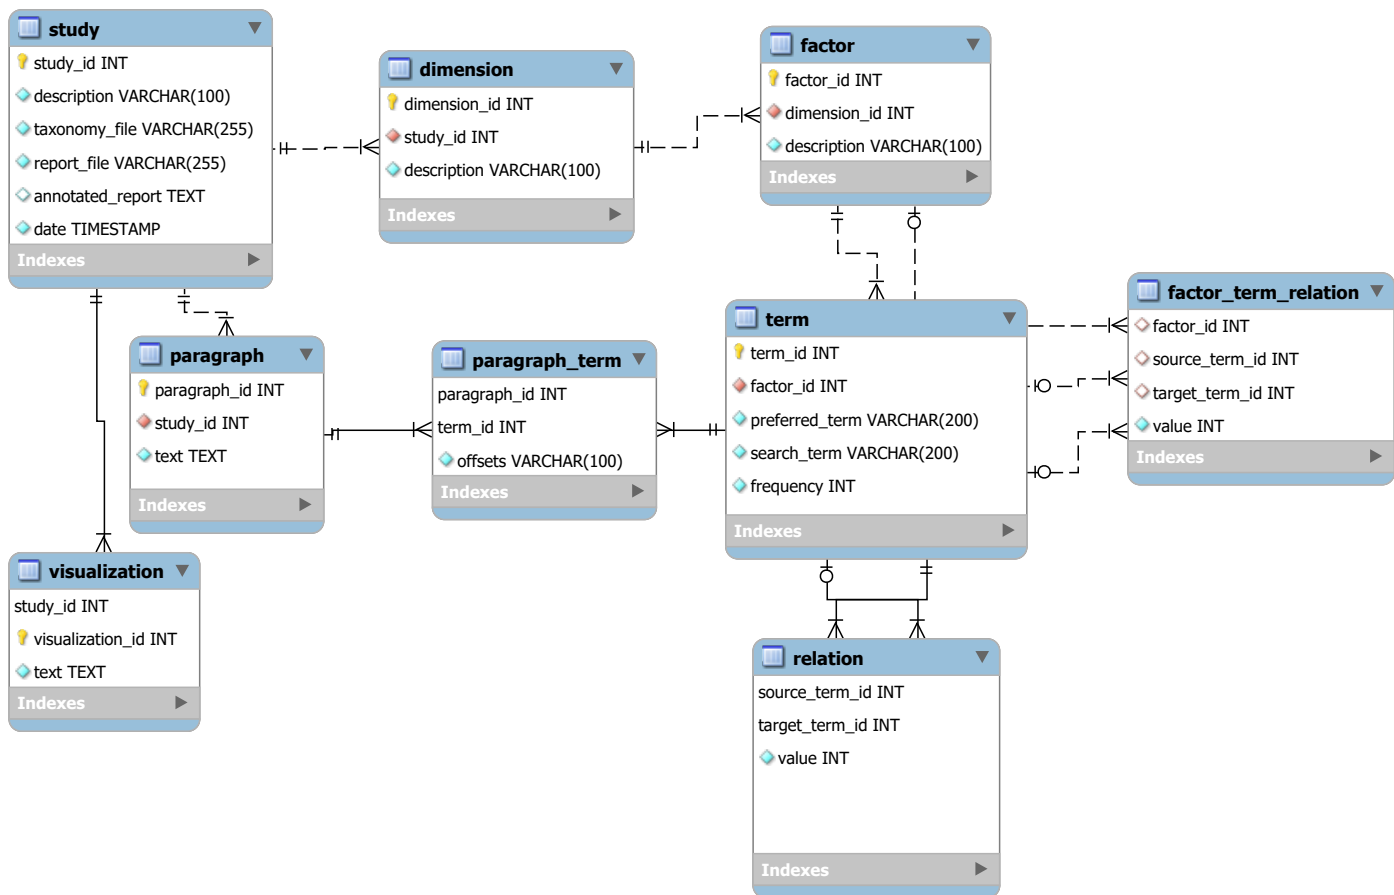 study
study_id INT
description VARCHAR(100)
taxonomy_file VARCHAR(255)
report_file VARCHAR(255)
annotated_report TEXT
date TIMESTAMP
Indexes
dimension
dimension_id INT
study_id INT
description VARCHAR(100)
Indexes
factor
factor_id INT
dimension_id INT
description VARCHAR(100)
Indexes
paragraph
paragraph_id INT
study_id INT
text TEXT
Indexes
paragraph_term
paragraph_id INT
term_id INT
offsets VARCHAR(100)
Indexes
term
term_id INT
factor_id INT
preferred_term VARCHAR(200)
search_term VARCHAR(200)
frequency INT
Indexes
factor_term_relation
factor_id INT
source_term_id INT
target_term_id INT
value INT
Indexes
visualization
study_id INT
visualization_id INT
text TEXT
Indexes
relation
source_term_id INT
target_term_id INT
value INT
Indexes